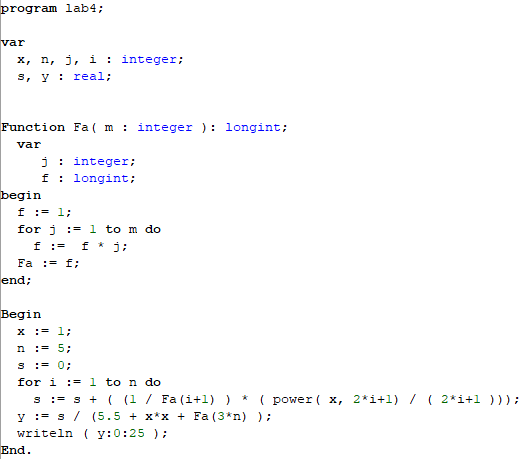 program lab4;
var
x, n, j, i : integer;
s, y : real;
Function Fa( m : integer ): longint;
var
j : integer;
f : longint;
begin
f := 1;
for j := 1 to m do
f :=  f * j;
Fa := f;
end;
Begin
x := 1;
n := 5;
s := 0;
for i := 1 to n do
s := s + ( (1 / Fa(i+1) ) * ( power( x, 2*i+1) / ( 2*i+1 )));
y := s / (5.5 + x*x + Fa(3*n) );
writeln ( y:0:25 );
End.